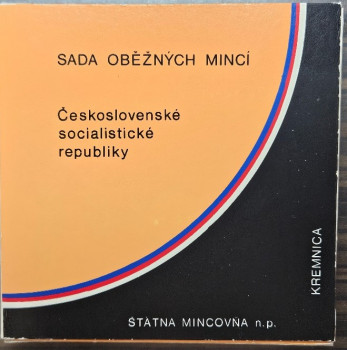 SADA OBĚŽNÝCH MINCÍ
Československé
socialistické
republiky
KREMNICA
ŠTÁTNA MINCOVŇA n.p.